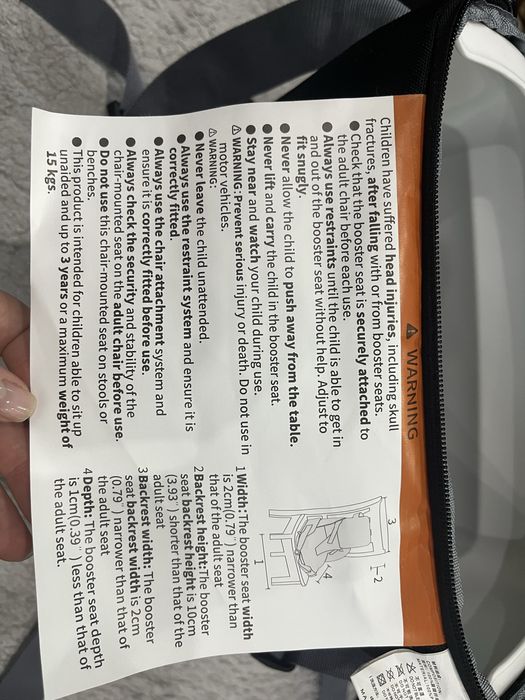 ⚠ WARNING
Children have suffered head injuries, including skull
fractures, after falling with or from booster seats.
● Check that the booster seat is securely attached to
the adult chair before each use.
● Always use restraints until the child is able to get in
and out of the booster seat without help. Adjust to
fit snugly.
● Never allow the child to push away from the table.
● Never lift and carry the child in the booster seat.
● Stay near and watch your child during use.
⚠ WARNING: Prevent serious injury or death. Do not use in
motor vehicles.
⚠ WARNING:
● Never leave the child unattended.
● Always use the restraint system and ensure it is
correctly fitted.
● Always use the chair attachment system and
ensure it is correctly fitted before use.
● Always check the security and stability of the
chair-mounted seat on the adult chair before use.
● Do not use this chair-mounted seat on stools or
benches.
● This product is intended for children able to sit up
unaided and up to 3 years or a maximum weight of
15 kgs.
3
2
4
1
1 Width: The booster seat width
is 2cm(0.79″) narrower than
that of the adult seat
2 Backrest height:The booster
seat backrest height is 10cm
(3.93″) shorter than that of the
adult seat
3 Backrest width: The booster
seat backrest width is 2cm
(0.79″) narrower than that of
the adult seat
4 Depth: The booster seat depth
is 1cm(0.39″) less than that of
the adult seat.